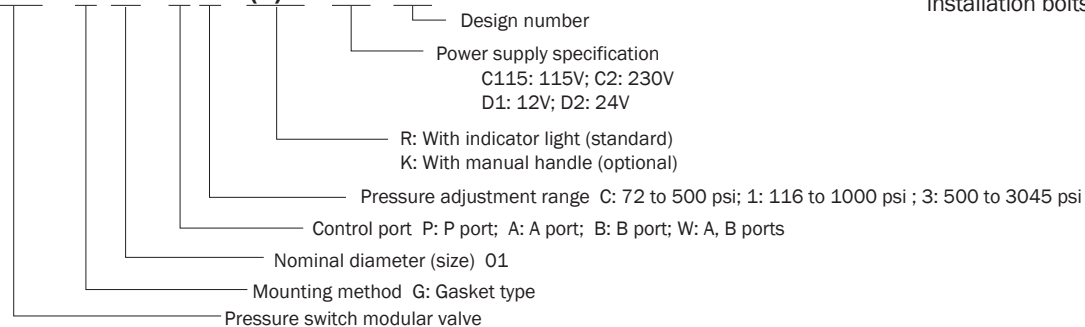 Installation bolts
Design number
Power supply specification
C115: 115V; C2: 230V
D1: 12V; D2: 24V
R: With indicator light (standard)
K: With manual handle (optional)
Pressure adjustment range C: 72 to 500 psi; 1: 116 to 1000 psi ; 3: 500 to 3045 psi
Control port P: P port; A: A port; B: B port; W: A, B ports
Nominal diameter (size) 01
Mounting method G: Gasket type
Pressure switch modular valve